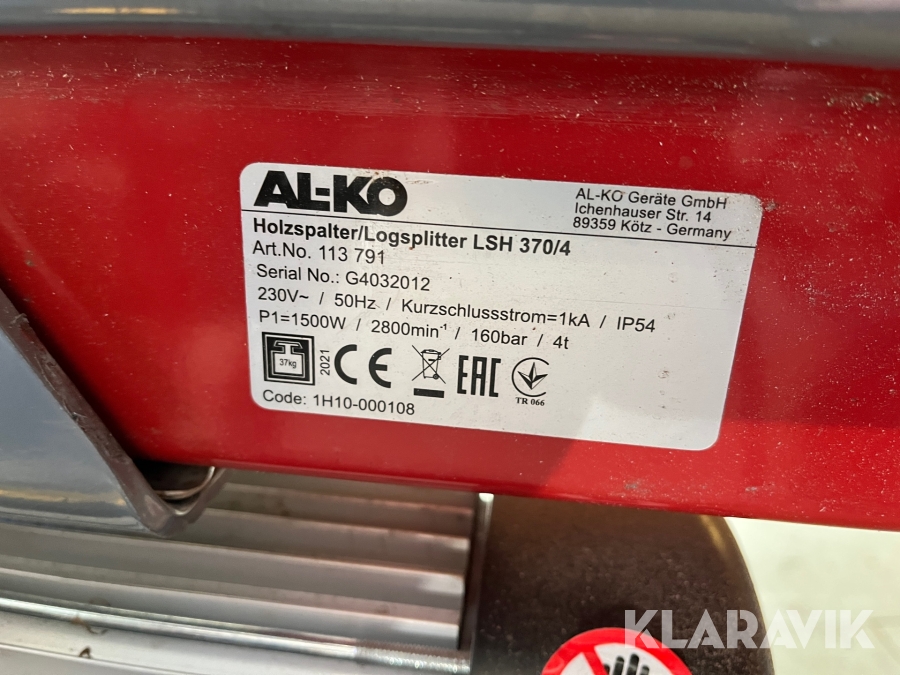 AL-KO
AL-KO Geräte GmbH
Ichenhauser Str. 14
89359 Kötz - Germany
Holzspalter/Logsplitter LSH 370/4
Art.No. 113 791
Serial No.: G4032012
230V~ / 50Hz / Kurzschlussstrom=1kA / IP54
P1=1500W / 2800min⁻¹ / 160bar / 4t
37kg
2021
CE
EAC
TR 066
Code: 1H10-000108
KLARAVIK